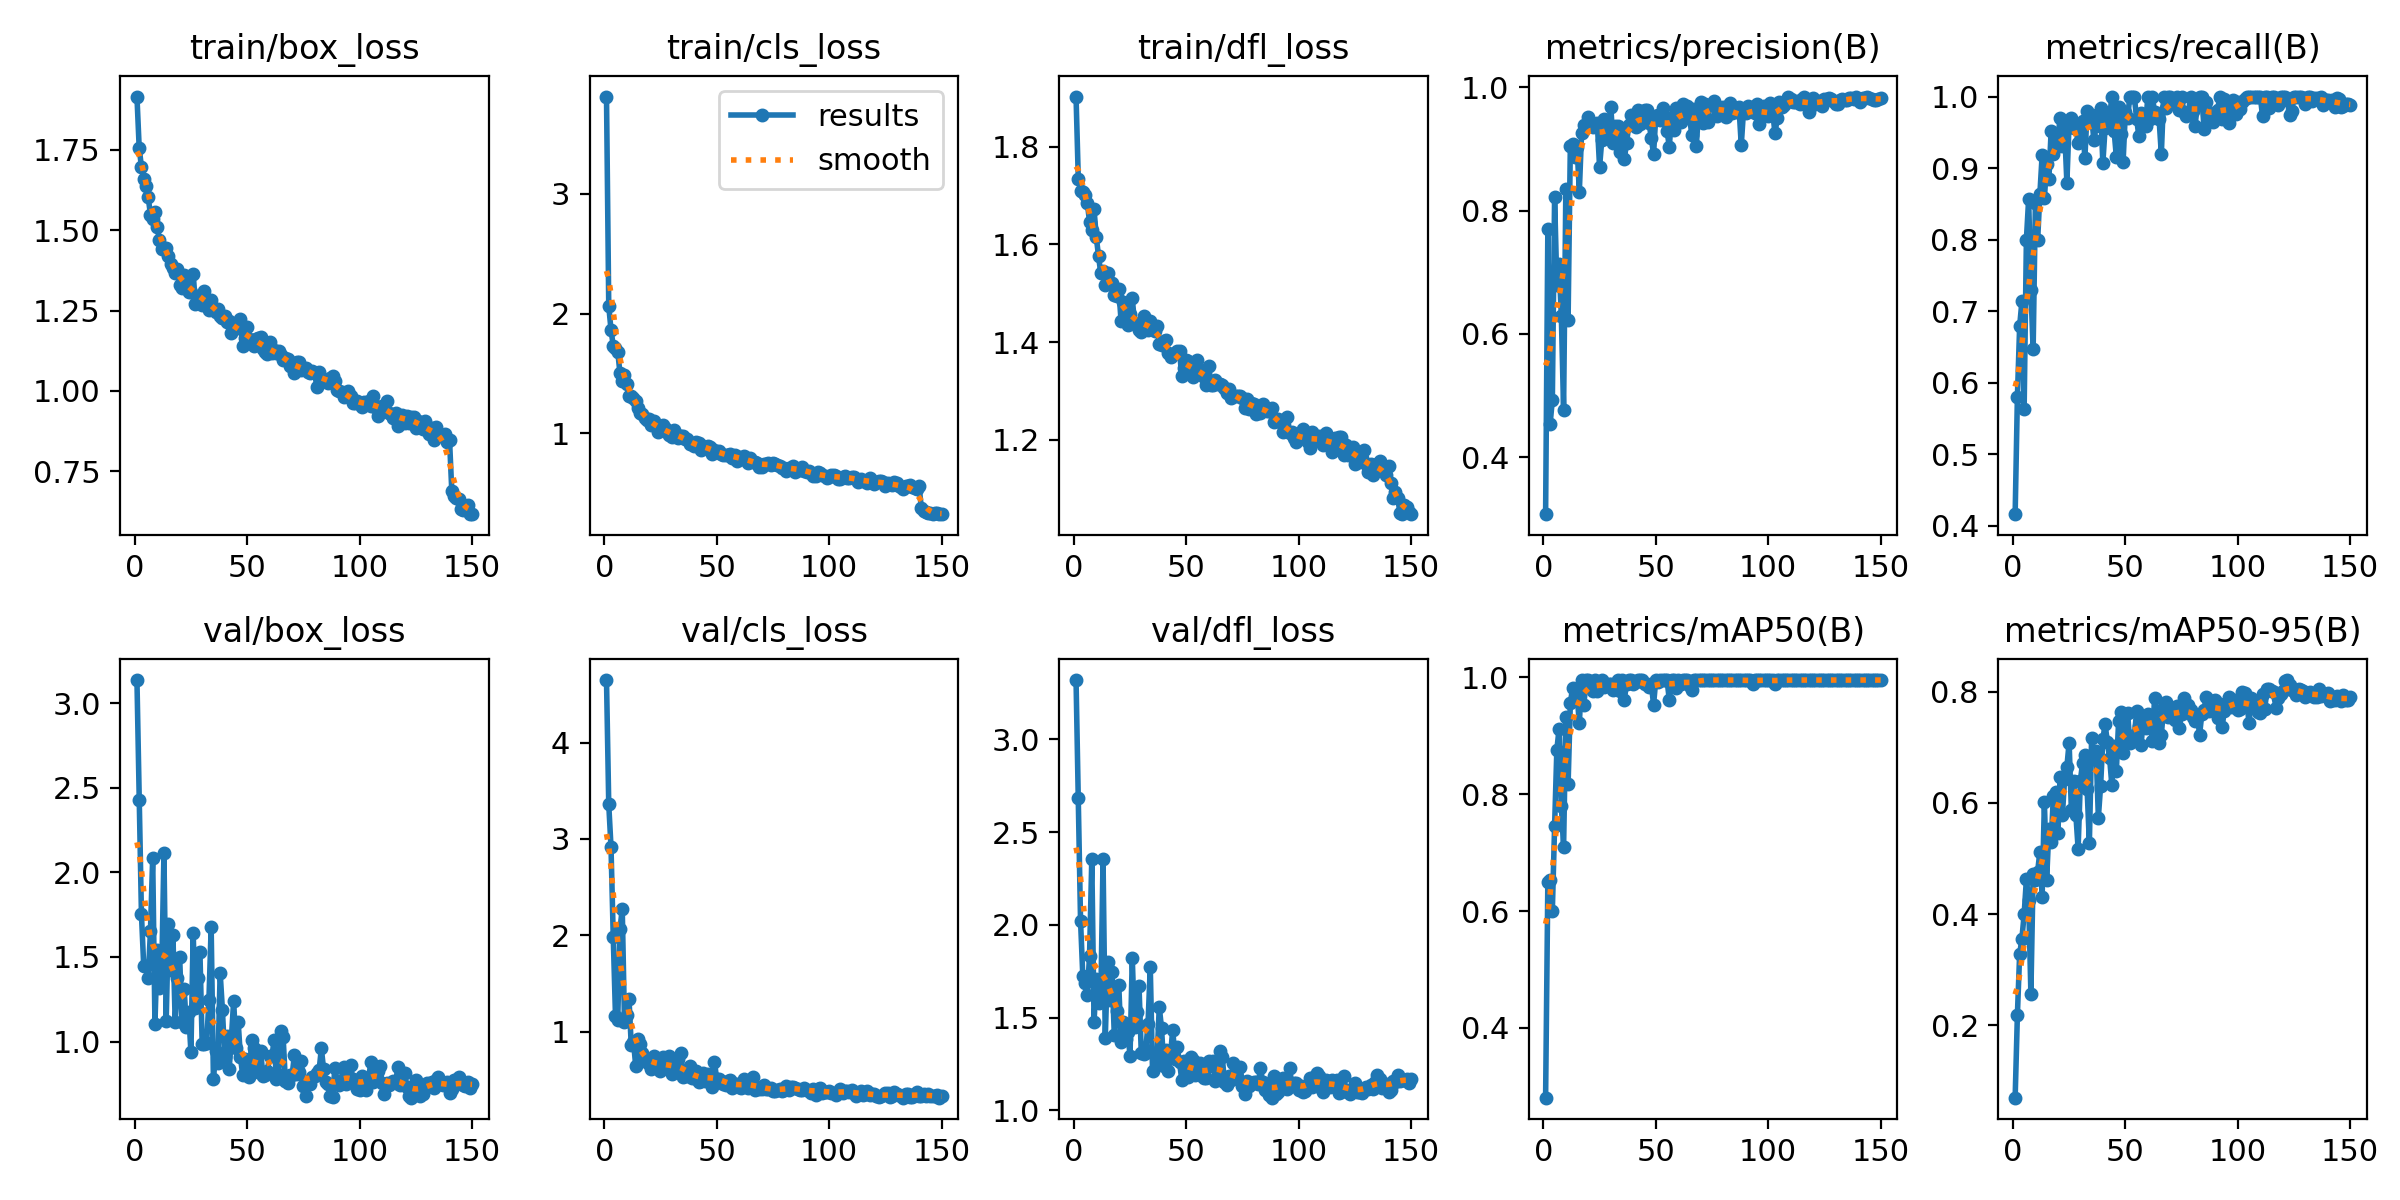 train/box_loss
1.75
1.50
1.25
1.00
0.75
0 50 100 150
train/cls_loss
results
smooth
3
2
1
0 50 100 150
train/dfl_loss
1.8
1.6
1.4
1.2
0 50 100 150
metrics/precision(B)
1.0
0.8
0.6
0.4
0 50 100 150
metrics/recall(B)
1.0
0.9
0.8
0.7
0.6
0.5
0.4
0 50 100 150
val/box_loss
3.0
2.5
2.0
1.5
1.0
0 50 100 150
val/cls_loss
4
3
2
1
0 50 100 150
val/dfl_loss
3.0
2.5
2.0
1.5
1.0
0 50 100 150
metrics/mAP50(B)
1.0
0.8
0.6
0.4
0 50 100 150
metrics/mAP50-95(B)
0.8
0.6
0.4
0.2
0 50 100 150